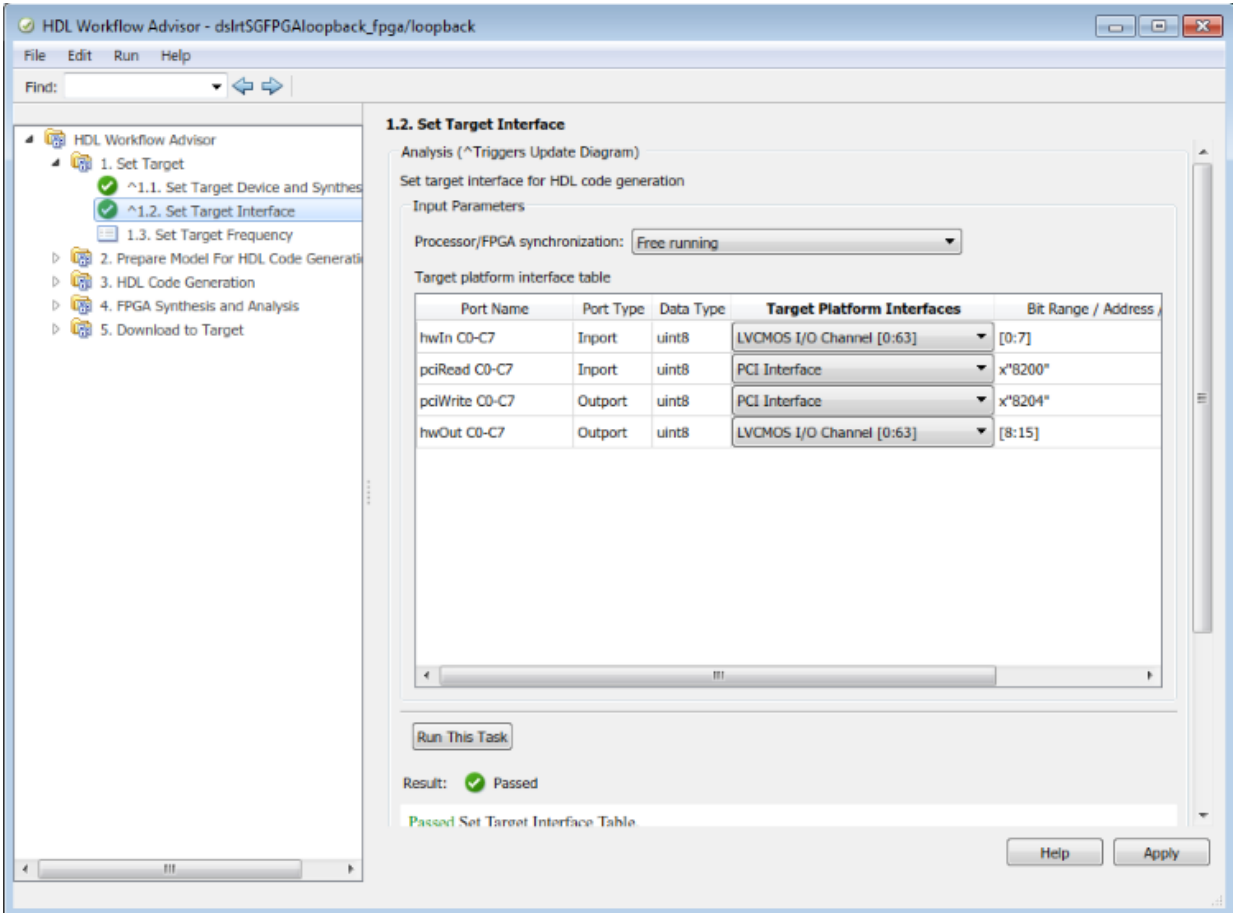 HDL Workflow Advisor - dslrtSGFPGAloopback_fpga/loopback
File Edit Run Help
Find:
HDL Workflow Advisor
1. Set Target
^1.1. Set Target Device and Synthes
^1.2. Set Target Interface
1.3. Set Target Frequency
2. Prepare Model For HDL Code Generati
3. HDL Code Generation
4. FPGA Synthesis and Analysis
5. Download to Target
1.2. Set Target Interface
Analysis (^Triggers Update Diagram)
Set target interface for HDL code generation
Input Parameters
Processor/FPGA synchronization: Free running
Target platform interface table
Port Name Port Type Data Type Target Platform Interfaces Bit Range / Address /
hwIn C0-C7 Inport uint8 LVCMOS I/O Channel [0:63] [0:7]
pciRead C0-C7 Inport uint8 PCI Interface x"8200"
pciWrite C0-C7 Outport uint8 PCI Interface x"8204"
hwOut C0-C7 Outport uint8 LVCMOS I/O Channel [0:63] [8:15]
Run This Task
Result: Passed
Passed Set Target Interface Table.
Help Apply